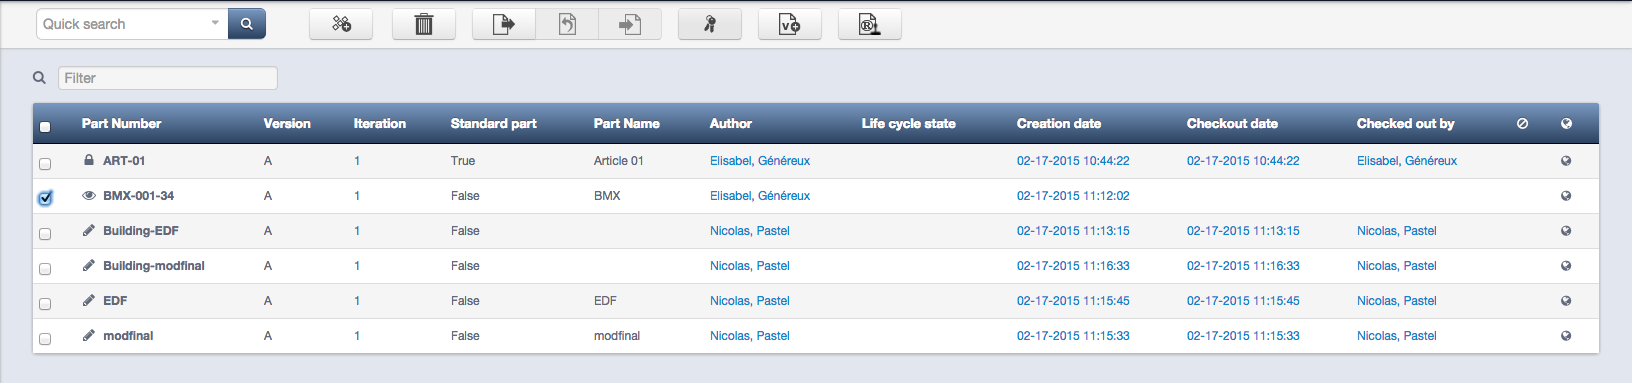 Quick search
V
®
Filter
Part Number Version Iteration Standard part Part Name Author Life cycle state Creation date Checkout date Checked out by
ART-01 A 1 True Article 01 Elisabel, Généreux 02-17-2015 10:44:22 02-17-2015 10:44:22 Elisabel, Généreux
BMX-001-34 A 1 False BMX Elisabel, Généreux 02-17-2015 11:12:02
Building-EDF A 1 False Nicolas, Pastel 02-17-2015 11:13:15 02-17-2015 11:13:15 Nicolas, Pastel
Building-modfinal A 1 False Nicolas, Pastel 02-17-2015 11:16:33 02-17-2015 11:16:33 Nicolas, Pastel
EDF A 1 False EDF Nicolas, Pastel 02-17-2015 11:15:45 02-17-2015 11:15:45 Nicolas, Pastel
modfinal A 1 False modfinal Nicolas, Pastel 02-17-2015 11:15:33 02-17-2015 11:15:33 Nicolas, Pastel